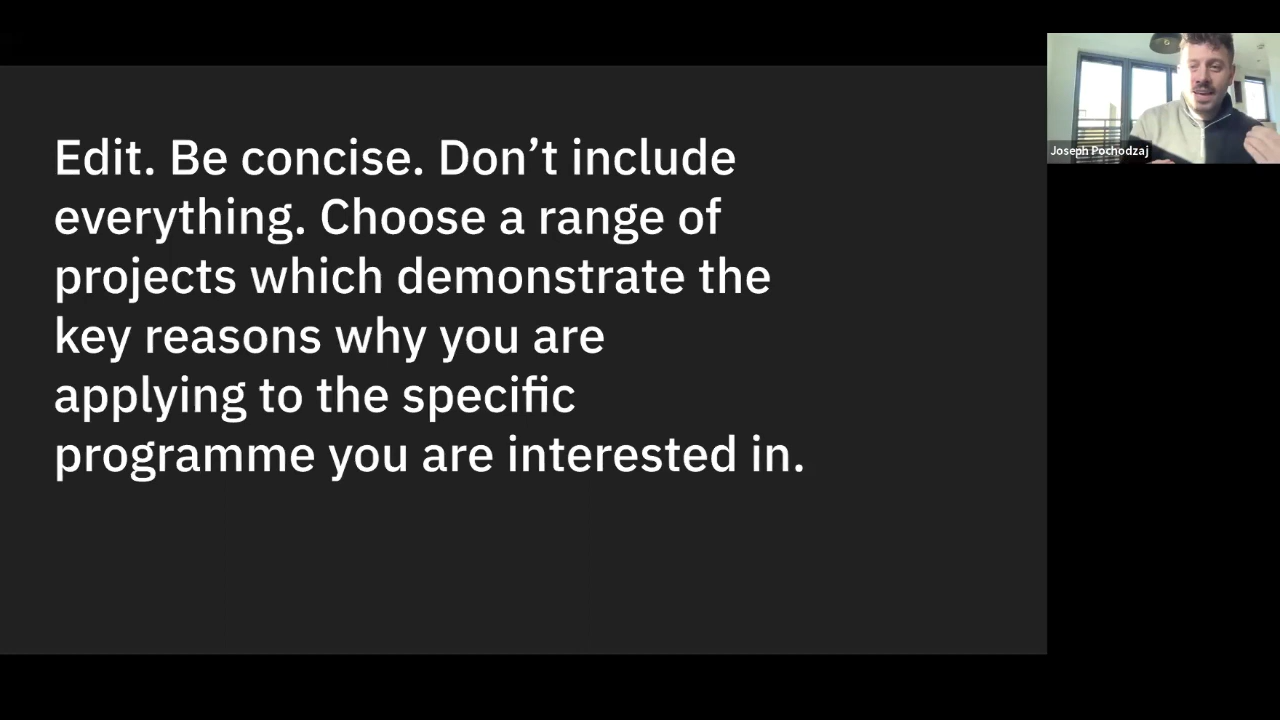 Edit. Be concise. Don’t include
everything. Choose a range of
projects which demonstrate the
key reasons why you are
applying to the specific
programme you are interested in.
Joseph Pochodzaj